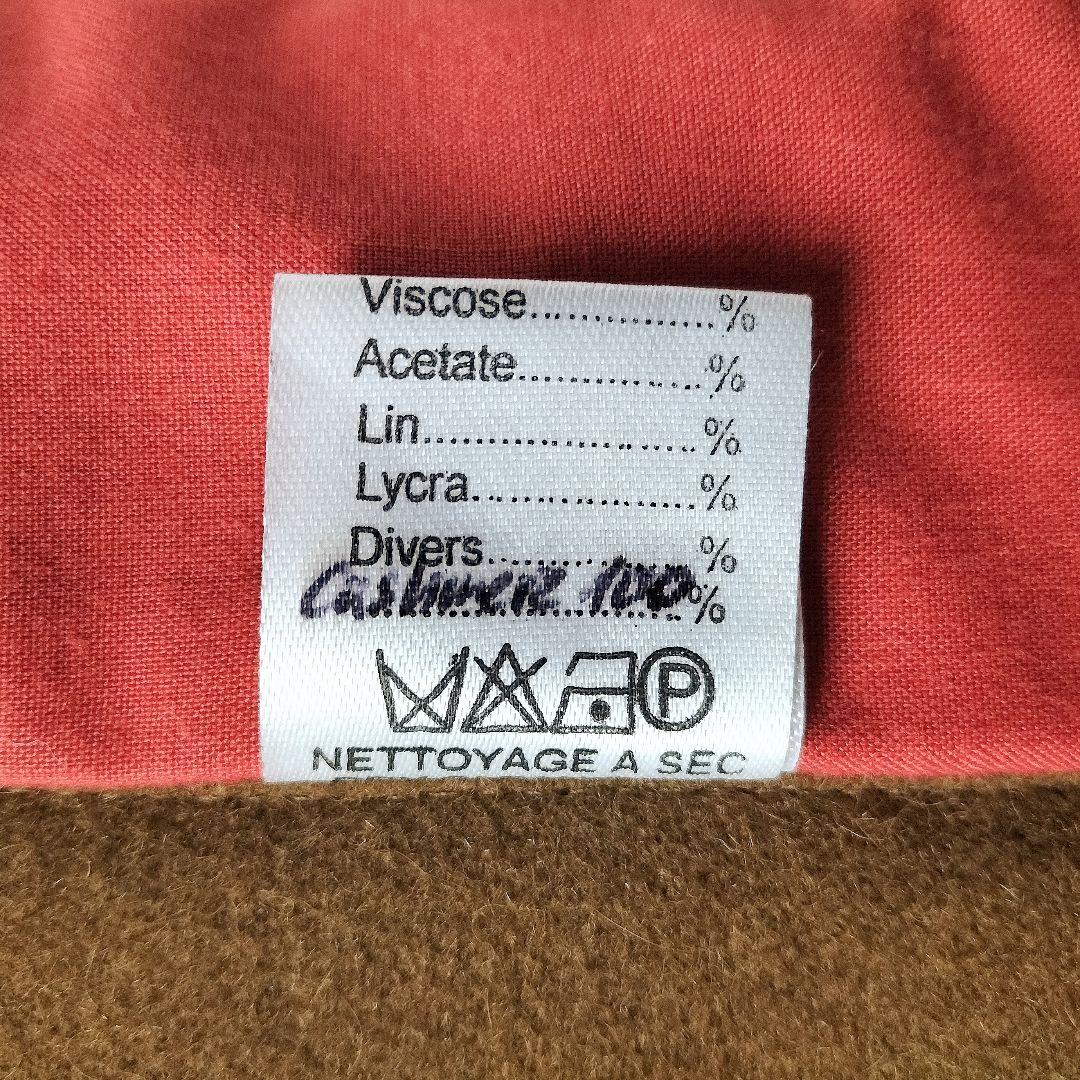 Viscose....................%
Acetate....................%
Lin.............................%
Lycra........................%
Divers.......................%
Cashmere 100 %
P
NETTOYAGE A SEC